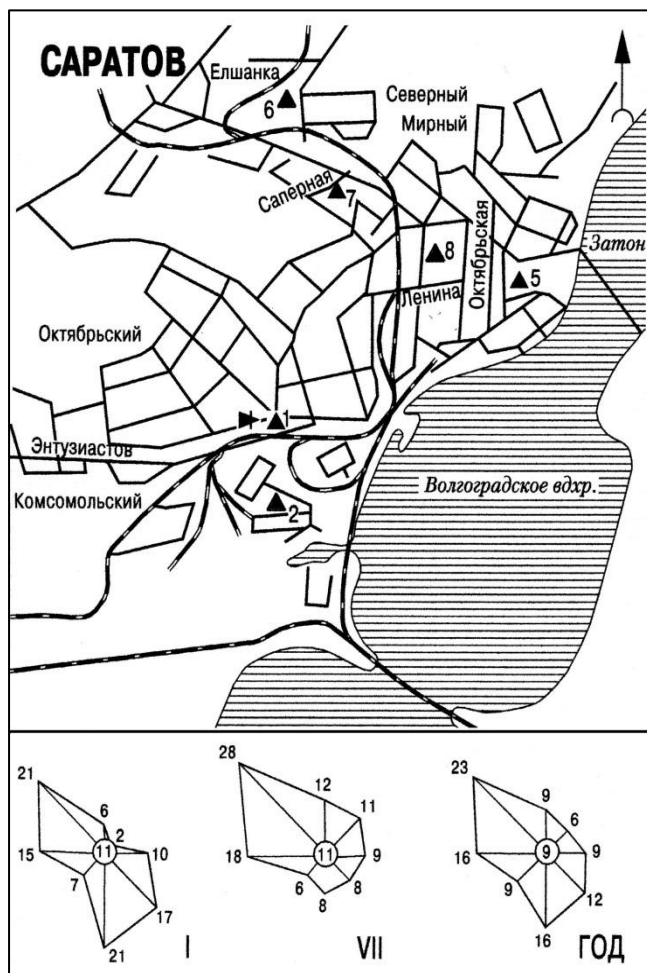 САРАТОВ
Елшанка
6
Северный
Мирный
Саперная
7
Октябрьская
8
Затон
5
Ленина
Октябрьский
1
Энтузиастов
Волгоградское вдхр.
Комсомольский
2
21
6
2
15
11
10
7
17
21
I
28
12
11
18
11
9
6
8
8
VII
23
9
6
16
9
9
9
12
16
ГОД